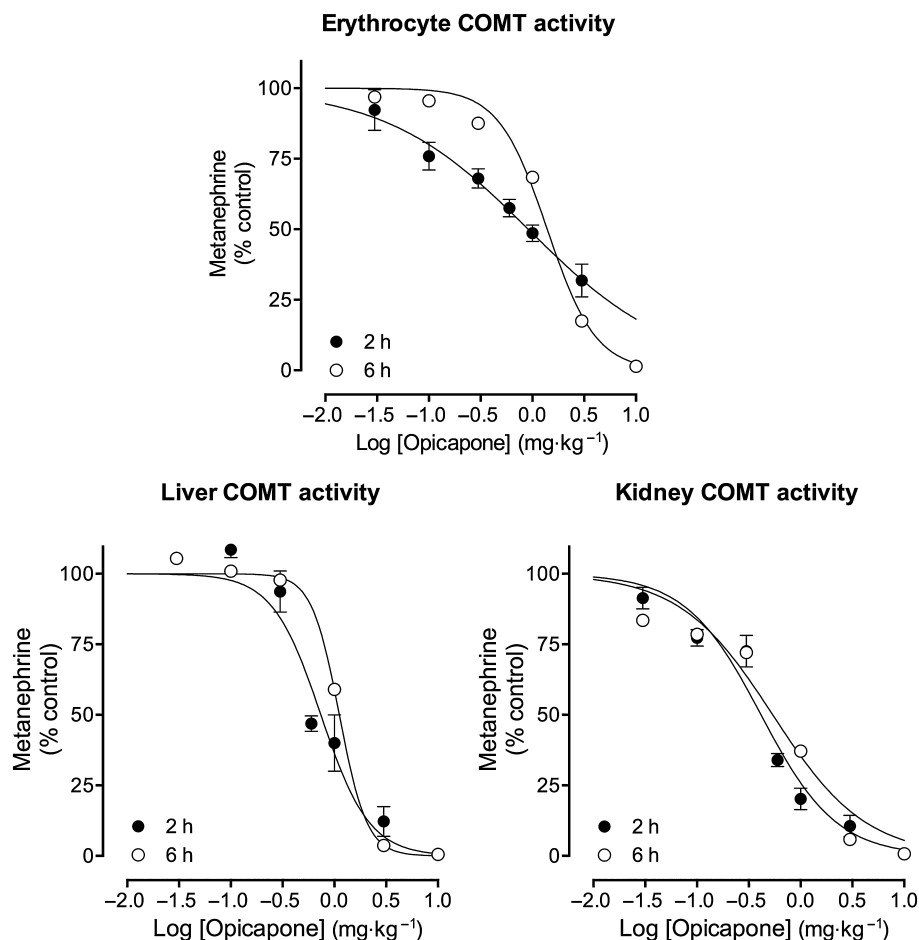 Erythrocyte COMT activity
Metanephrine
(% control)
100
75
50
25
0
2 h
6 h
–2.0 –1.5 –1.0 –0.5 0.0 0.5 1.0
Log [Opicapone] (mg·kg⁻¹)
Liver COMT activity
Metanephrine
(% control)
100
75
50
25
0
2 h
6 h
–2.0 –1.5 –1.0 –0.5 0.0 0.5 1.0
Log [Opicapone] (mg·kg⁻¹)
Kidney COMT activity
Metanephrine
(% control)
100
75
50
25
0
2 h
6 h
–2.0 –1.5 –1.0 –0.5 0.0 0.5 1.0
Log [Opicapone] (mg·kg⁻¹)